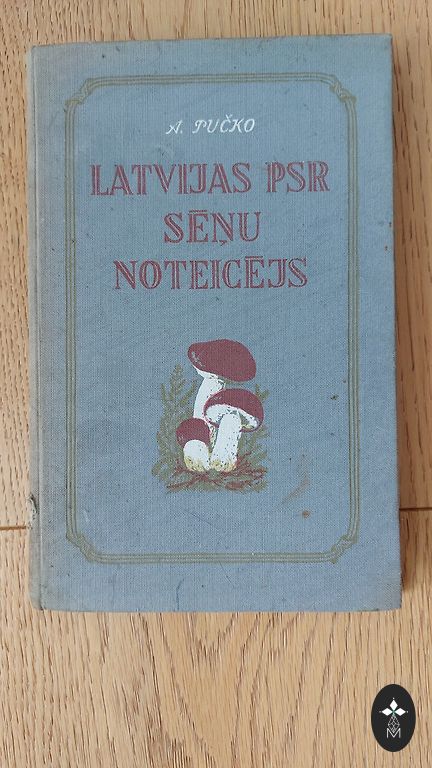 A. PUČKO
LATVIJAS PSR
SĒŅU
NOTEICĒJS
M